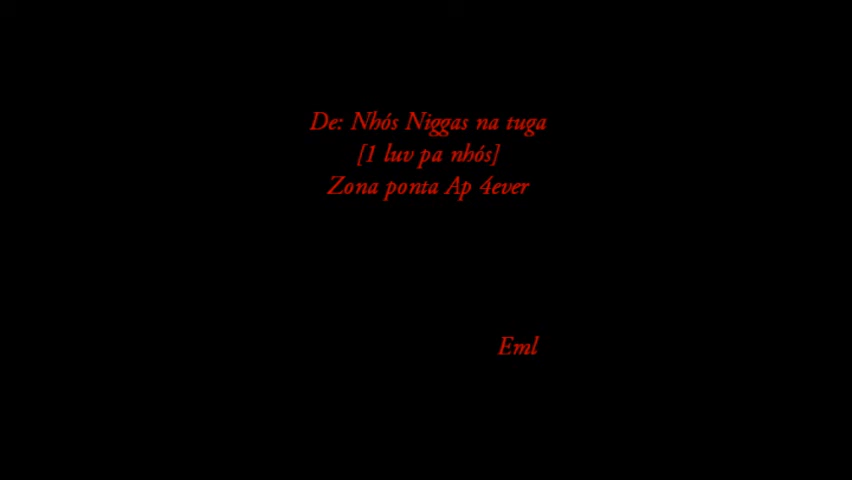 De: Nhós Niggas na tuga
[1 luv pa nhós]
Zona ponta Ap 4ever
Eml